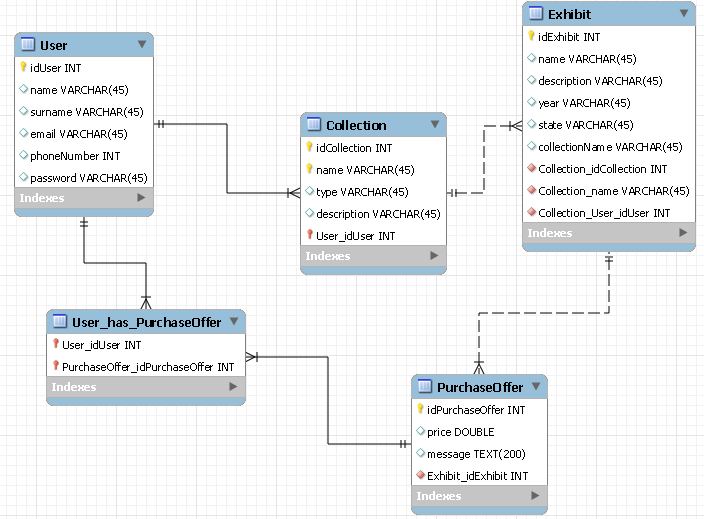 User
idUser INT
name VARCHAR(45)
surname VARCHAR(45)
email VARCHAR(45)
phoneNumber INT
password VARCHAR(45)
Indexes
Collection
idCollection INT
name VARCHAR(45)
type VARCHAR(45)
description VARCHAR(45)
User_idUser INT
Indexes
Exhibit
idExhibit INT
name VARCHAR(45)
description VARCHAR(45)
year VARCHAR(45)
state VARCHAR(45)
collectionName VARCHAR(45)
Collection_idCollection INT
Collection_name VARCHAR(45)
Collection_User_idUser INT
Indexes
User_has_PurchaseOffer
User_idUser INT
PurchaseOffer_idPurchaseOffer INT
Indexes
PurchaseOffer
idPurchaseOffer INT
price DOUBLE
message TEXT(200)
Exhibit_idExhibit INT
Indexes